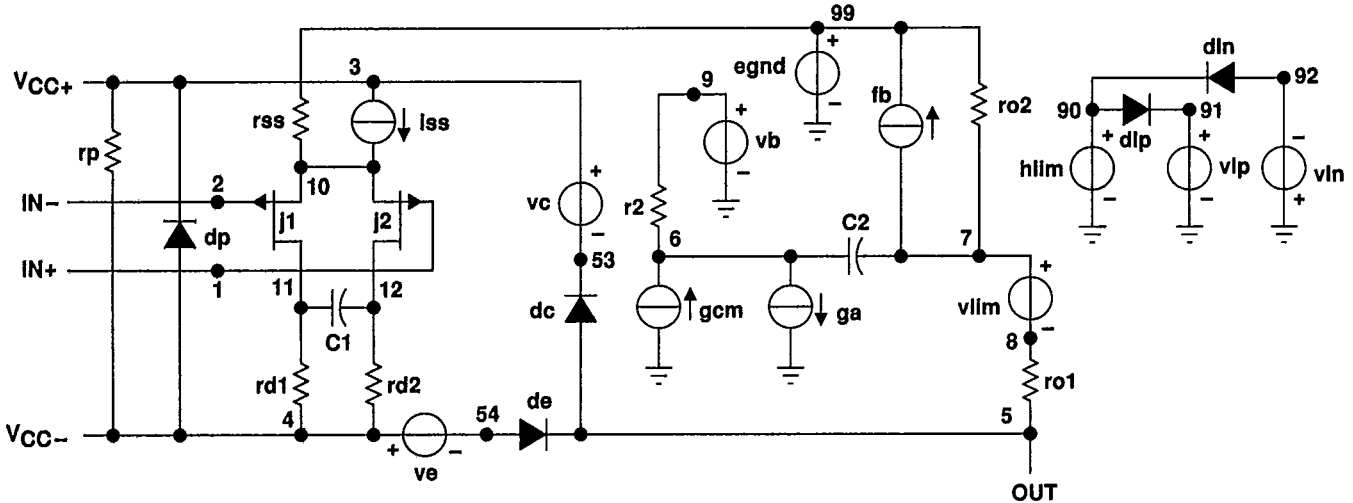 99
VCC+
3
egnd
+
−
9
fb
ro2
dln
92
90
91
dlp
rss
iss
rp
vb
+
−
+
−
hlim
+
−
vlp
−
+
vln
2
10
IN−
j1
j2
vc
+
−
r2
dp
6
C2
7
IN+
1
53
11
12
C1
dc
gcm
ga
vlim
+
−
8
rd1
rd2
ro1
4
de
54
5
VCC−
+
−
ve
OUT